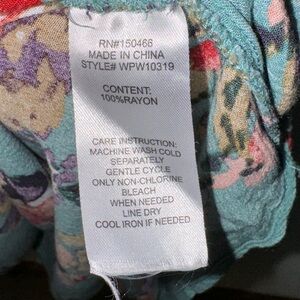 RN#150466
MADE IN CHINA
STYLE# WPW10319
CONTENT:
100%RAYON
CARE INSTRUCTION:
MACHINE WASH COLD
SEPARATELY
GENTLE CYCLE
ONLY NON-CHLORINE
BLEACH
WHEN NEEDED
LINE DRY
COOL IRON IF NEEDED